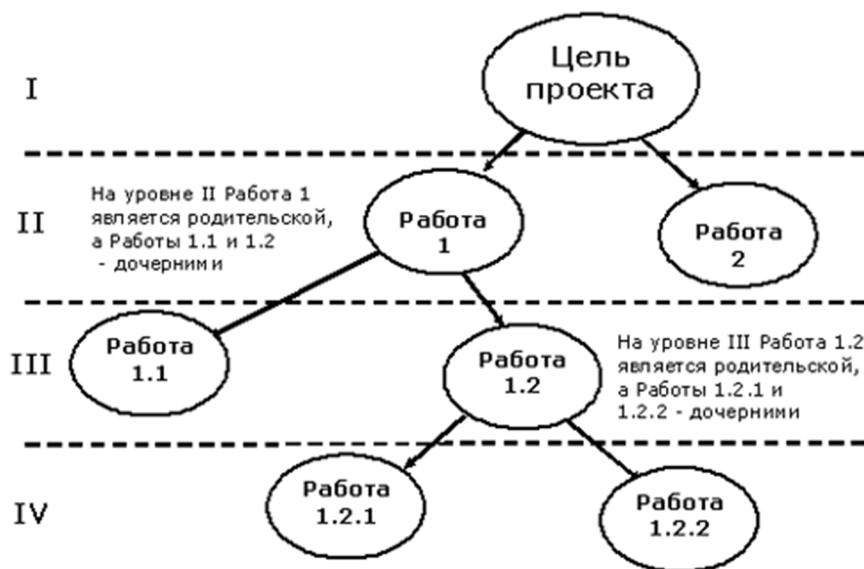 I
Цель
проекта
II
На уровне II Работа 1
является родительской,
а Работы 1.1 и 1.2
- дочерними
Работа
1
Работа
2
III
Работа
1.1
Работа
1.2
На уровне III Работа 1.2
является родительской,
а Работы 1.2.1 и
1.2.2 - дочерними
IV
Работа
1.2.1
Работа
1.2.2